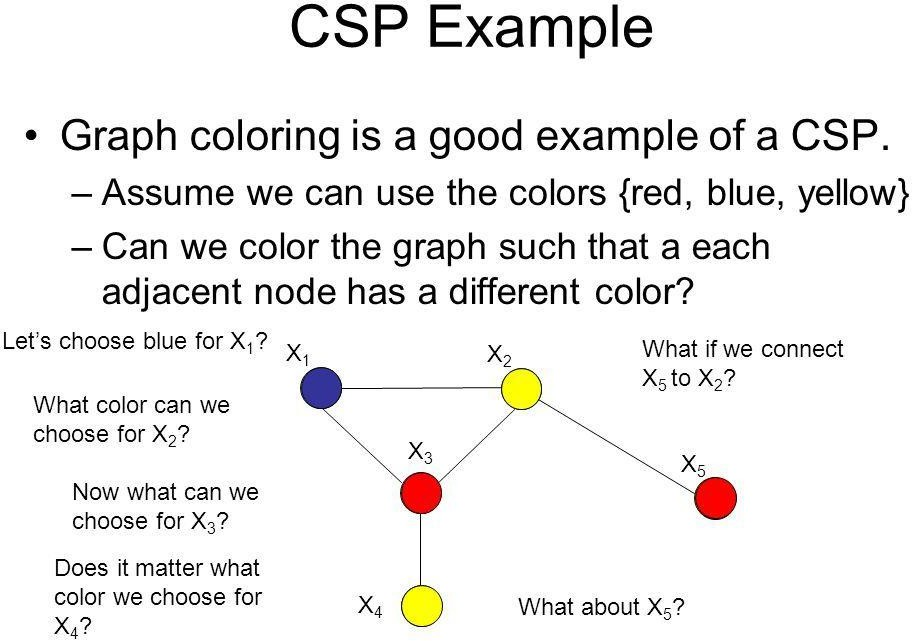 CSP Example
• Graph coloring is a good example of a CSP.
– Assume we can use the colors {red, blue, yellow}
– Can we color the graph such that a each
adjacent node has a different color?
Let’s choose blue for X₁?
X₁
X₂
What if we connect
X₅ to X₂?
What color can we
choose for X₂?
X₃
X₅
Now what can we
choose for X₃?
Does it matter what
color we choose for
X₄?
X₄
What about X₅?